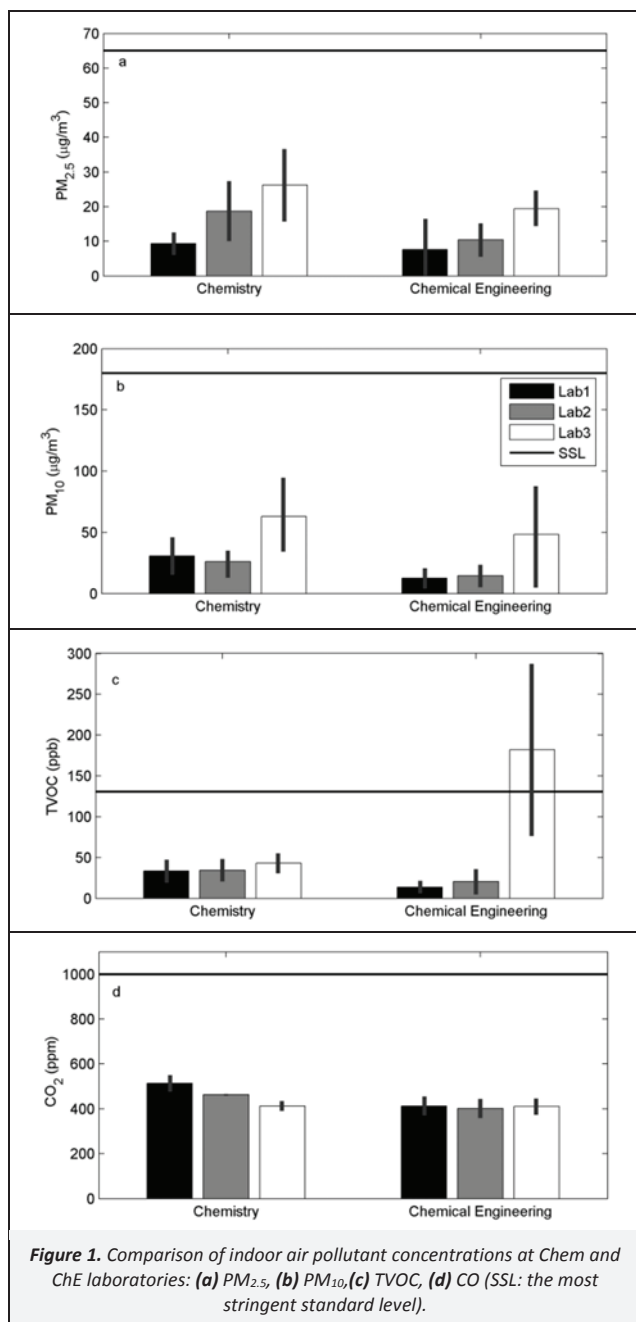 70
60
50
40
30
20
10
0
a
PM2.5 (µg/m3)
Chemistry Chemical Engineering
200
150
100
50
0
b
PM10 (µg/m3)
Lab1
Lab2
Lab3
SSL
Chemistry Chemical Engineering
300
250
200
150
100
50
0
c
TVOC (ppb)
Chemistry Chemical Engineering
1000
800
600
400
200
0
d
CO2 (ppm)
Chemistry Chemical Engineering
Figure 1. Comparison of indoor air pollutant concentrations at Chem and
ChE laboratories: (a) PM2.5, (b) PM10,(c) TVOC, (d) CO (SSL: the most
stringent standard level).